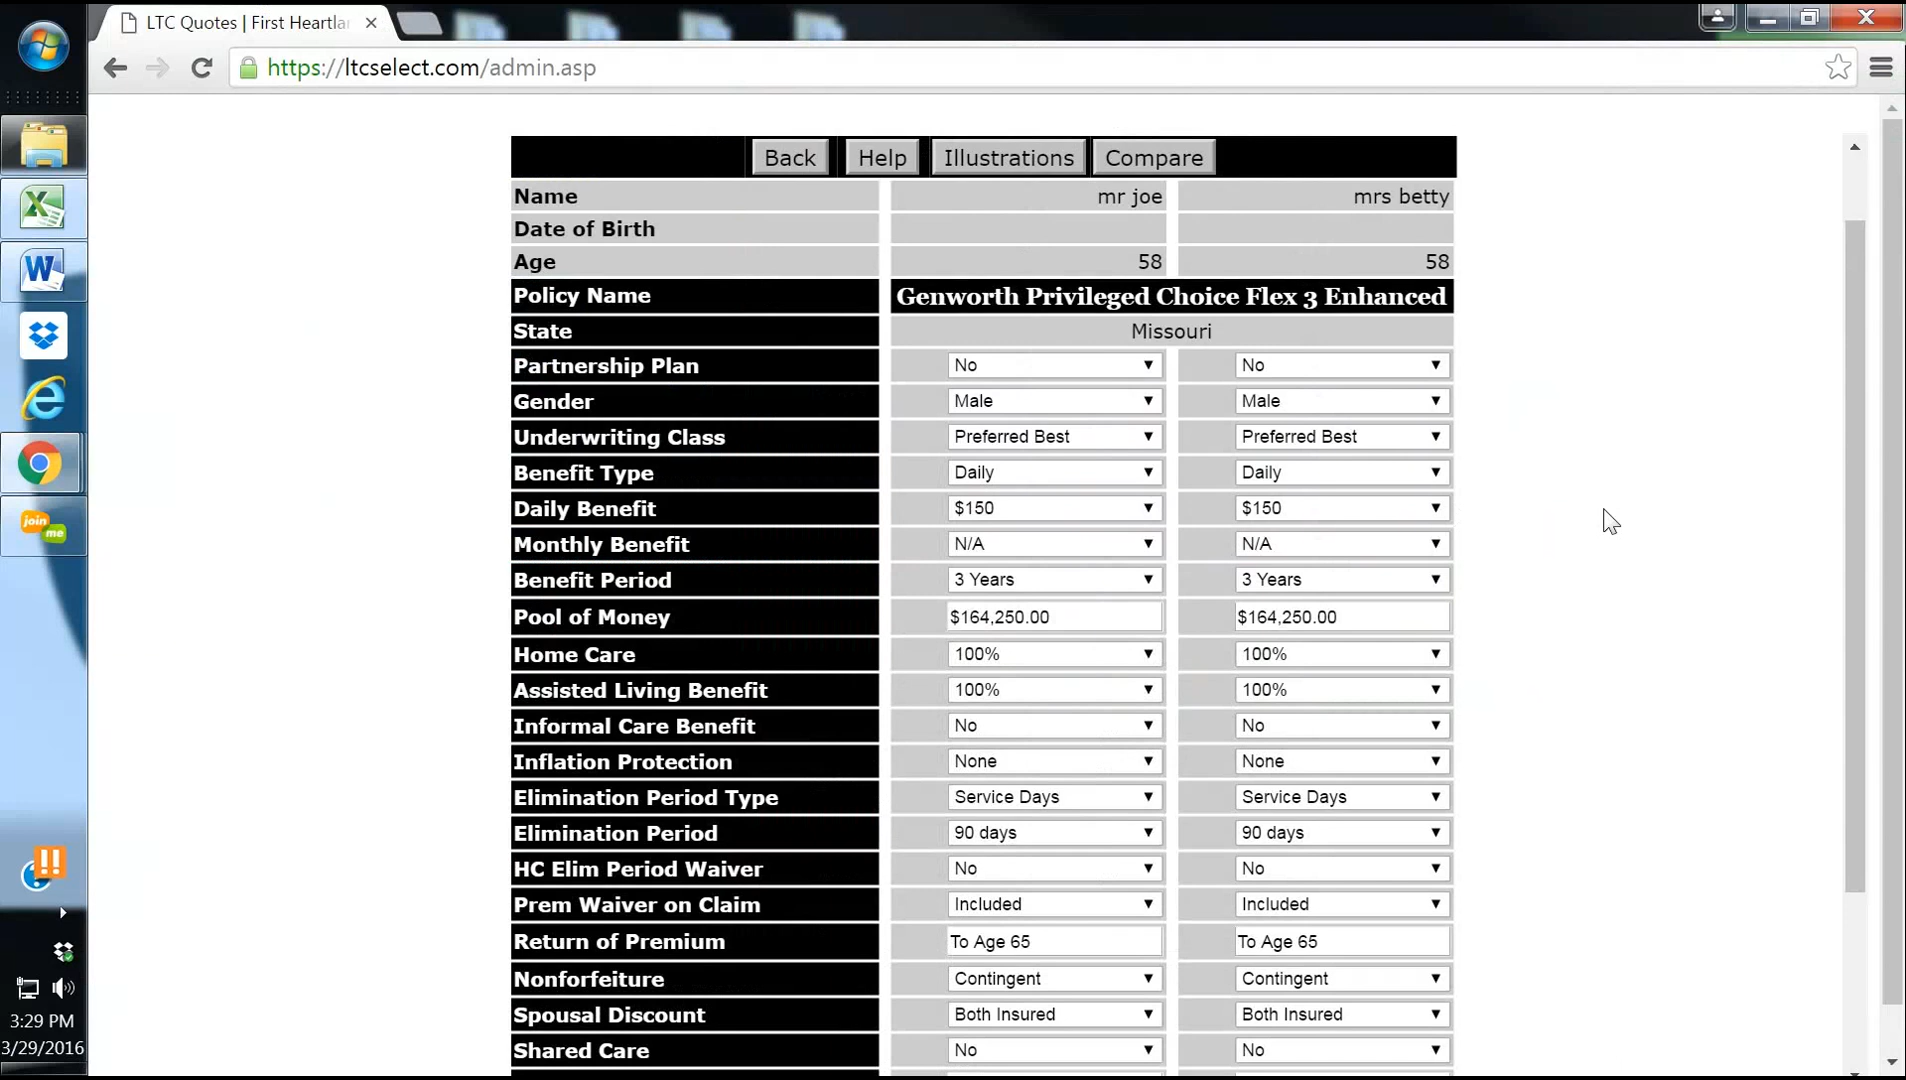 LTC Quotes | First Heartla
https://ltcselect.com/admin.asp
Back Help Illustrations Compare
Name mr joe mrs betty
Date of Birth
Age 58 58
Policy Name Genworth Privileged Choice Flex 3 Enhanced
State Missouri
Partnership Plan No No
Gender Male Male
Underwriting Class Preferred Best Preferred Best
Benefit Type Daily Daily
Daily Benefit $150 $150
Monthly Benefit N/A N/A
Benefit Period 3 Years 3 Years
Pool of Money $164,250.00 $164,250.00
Home Care 100% 100%
Assisted Living Benefit 100% 100%
Informal Care Benefit No No
Inflation Protection None None
Elimination Period Type Service Days Service Days
Elimination Period 90 days 90 days
HC Elim Period Waiver No No
Prem Waiver on Claim Included Included
Return of Premium To Age 65 To Age 65
Nonforfeiture Contingent Contingent
Spousal Discount Both Insured Both Insured
Shared Care No No
join
me
3:29 PM
3/29/2016